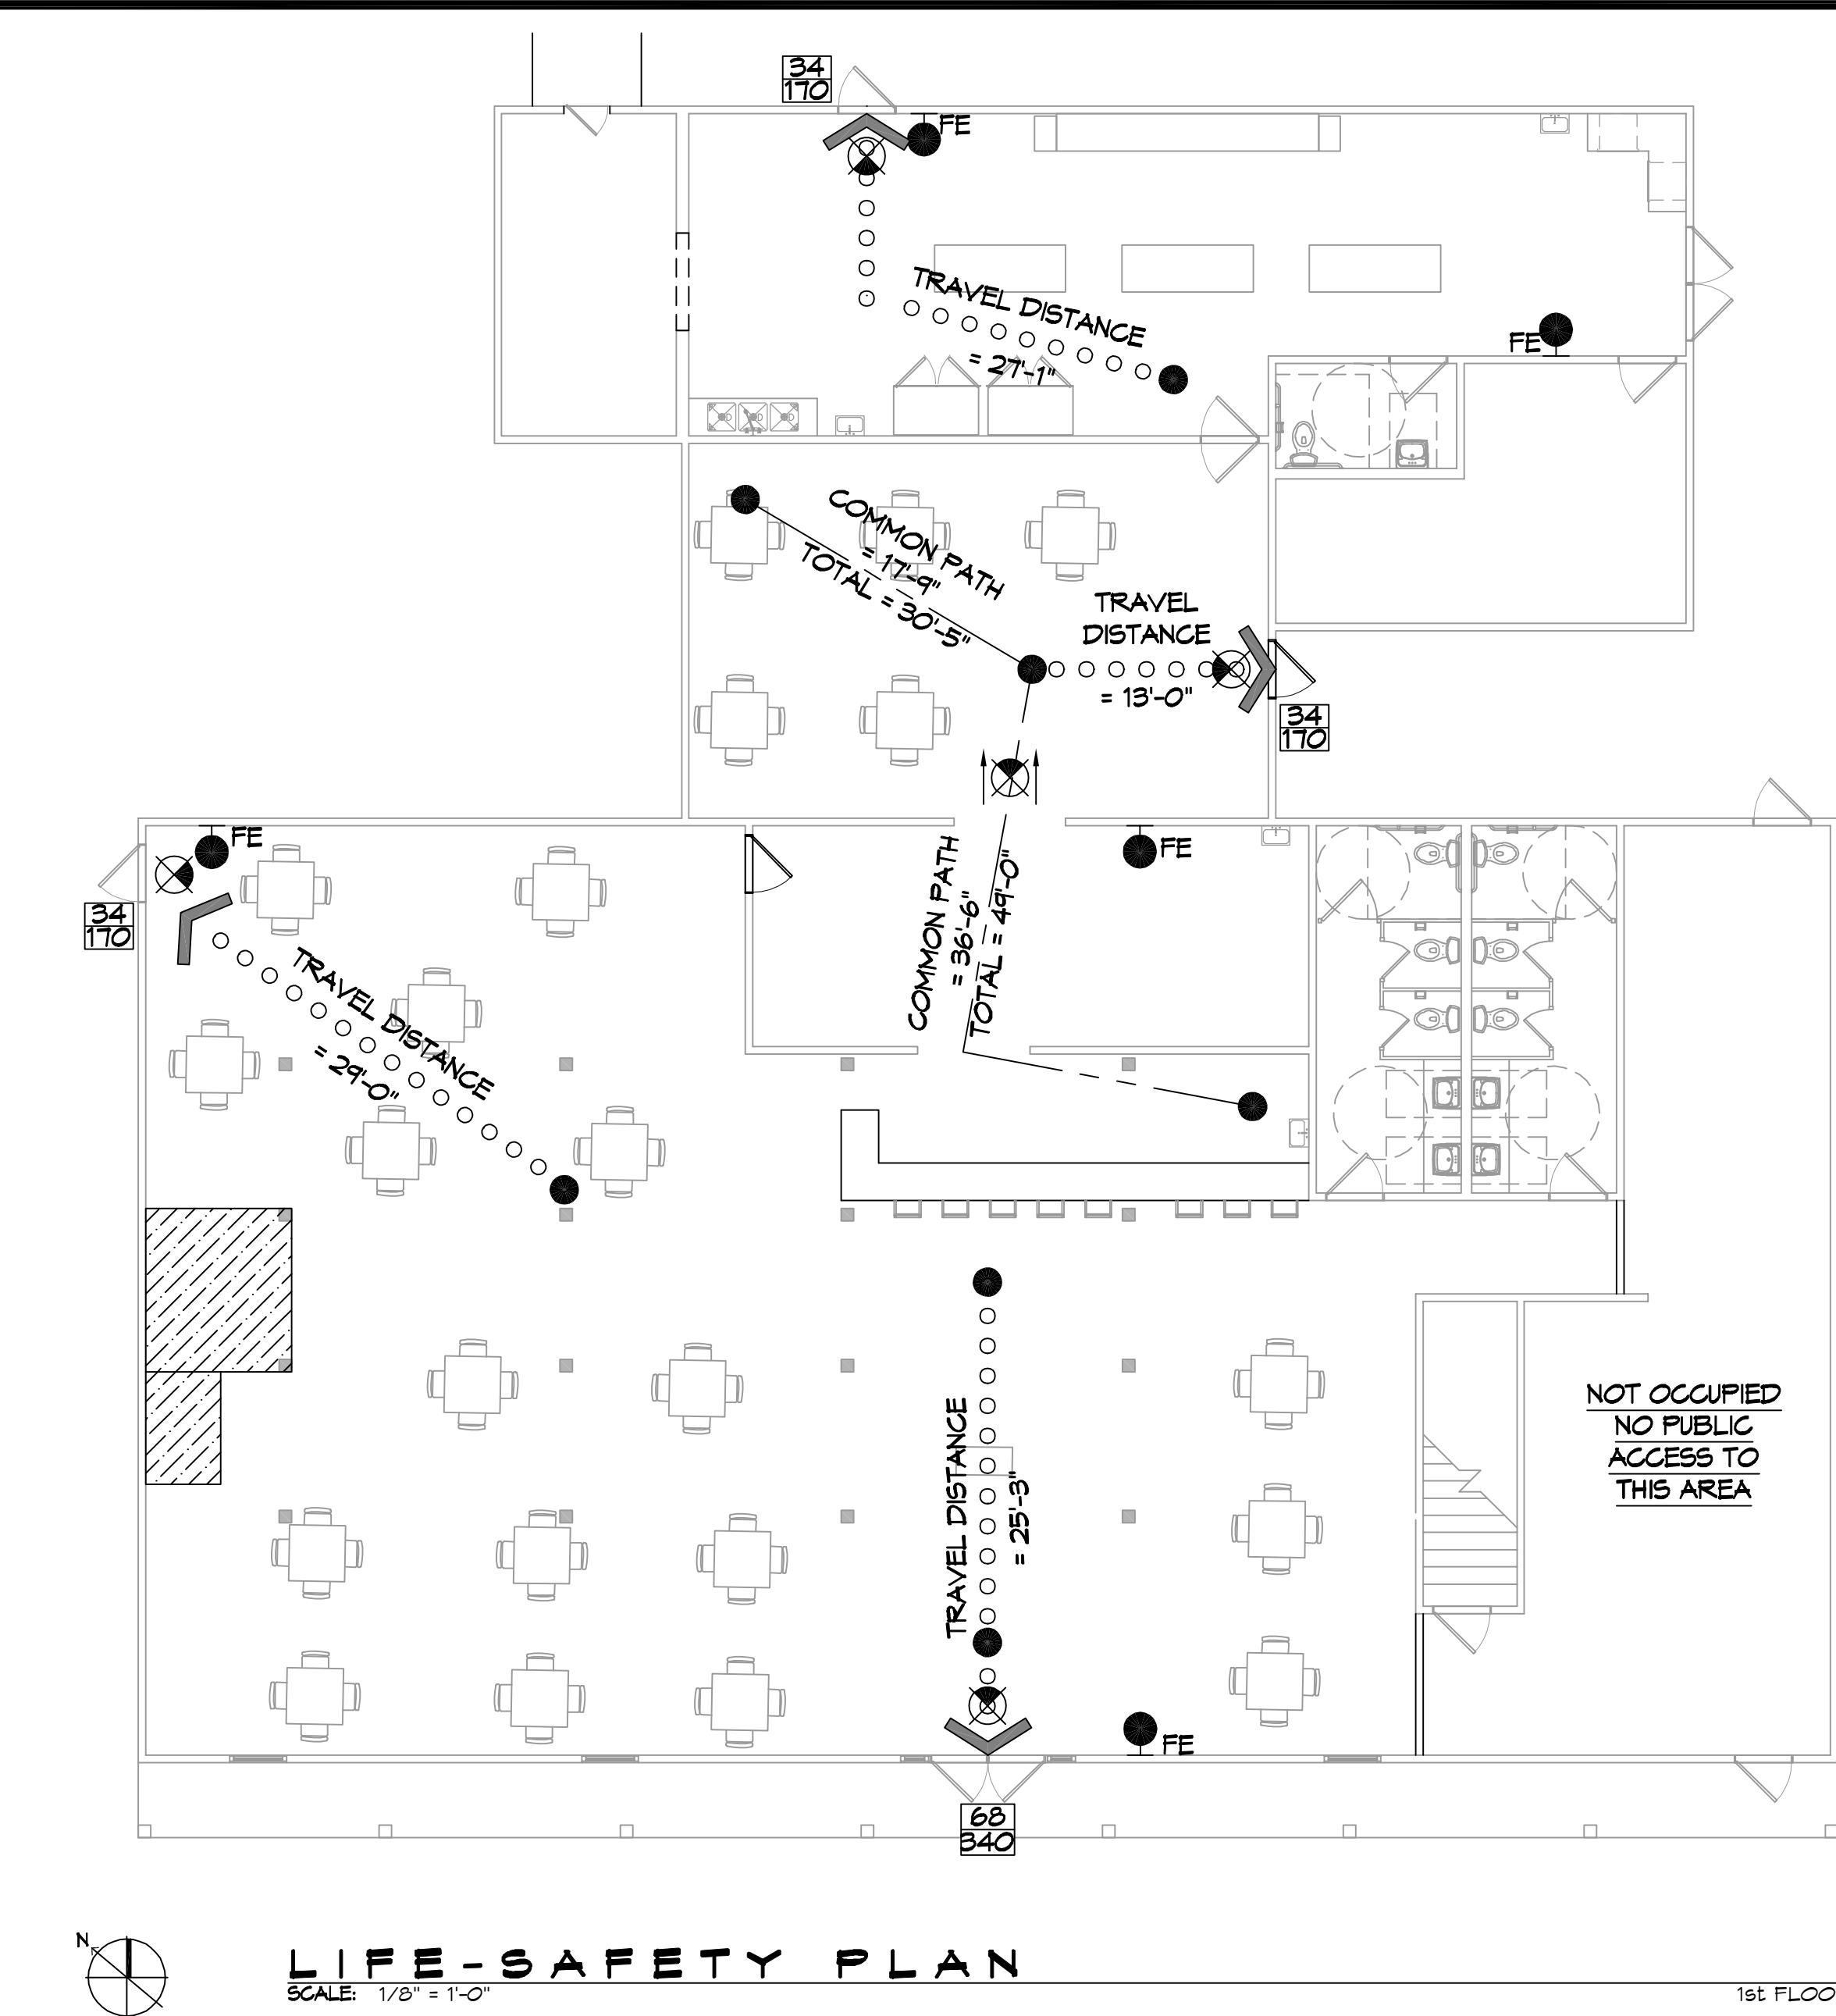 34
170
FE
TRAVEL DISTANCE
= 27'-1"
FE
COMMON PATH
= 17'-9"
TOTAL = 30'-5"
TRAVEL
DISTANCE
= 13'-0"
34
170
FE
FE
34
170
COMMON PATH
= 36'-6"
TOTAL = 49'-0"
TRAVEL DISTANCE
= 29'-0"
NOT OCCUPIED
NO PUBLIC
ACCESS TO
THIS AREA
TRAVEL DISTANCE
= 25'-3"
FE
68
340
N
LIFE-SAFETY PLAN
SCALE: 1/8" = 1'-0"
1st FLOO